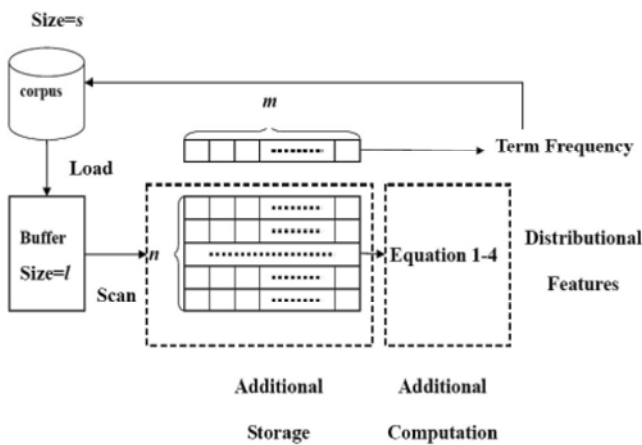 Size=s
corpus
m
Term Frequency
Load
Buffer
Size=l
Scan
n
Equation 1-4
Distributional
Features
Additional
Storage
Additional
Computation